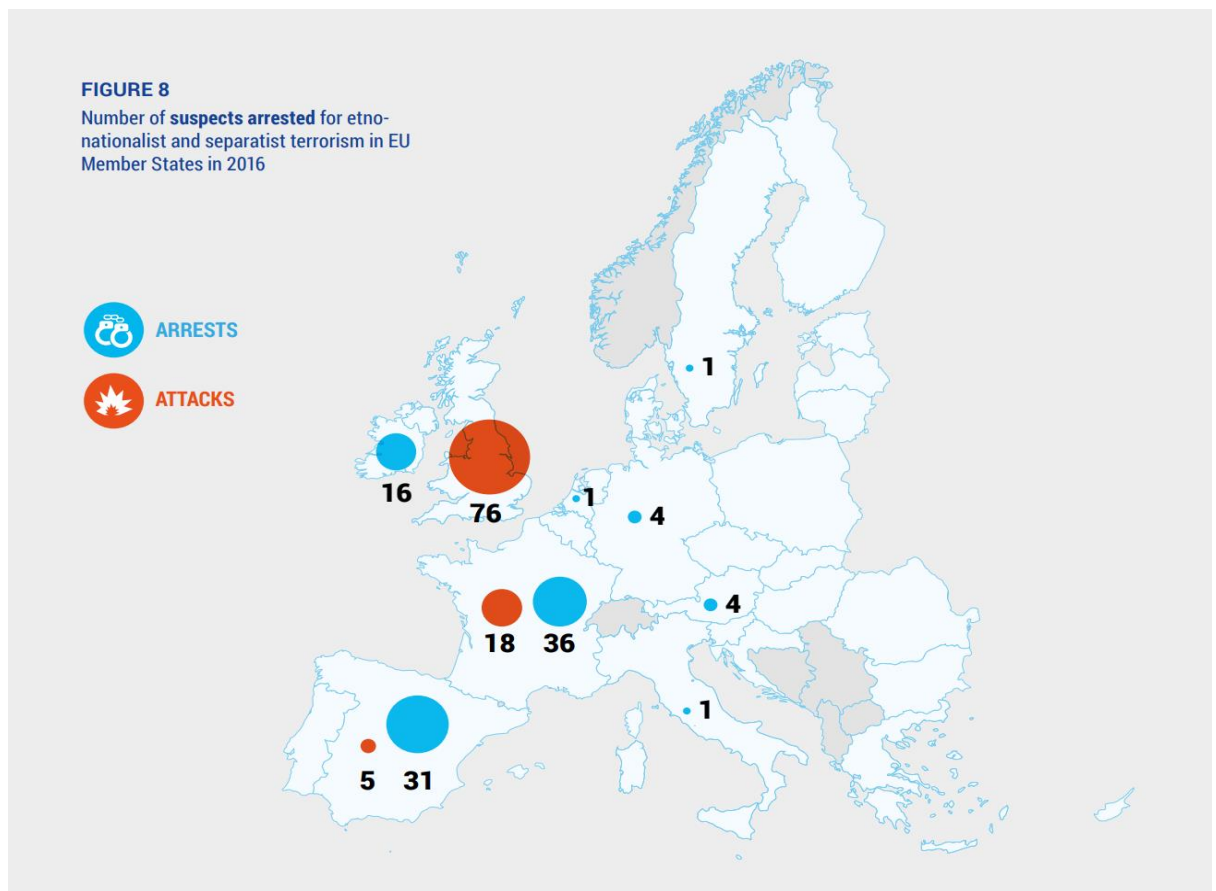 FIGURE 8
Number of suspects arrested for etno-
nationalist and separatist terrorism in EU
Member States in 2016
ARRESTS
ATTACKS
1
16
76
1
4
4
18
36
1
5
31